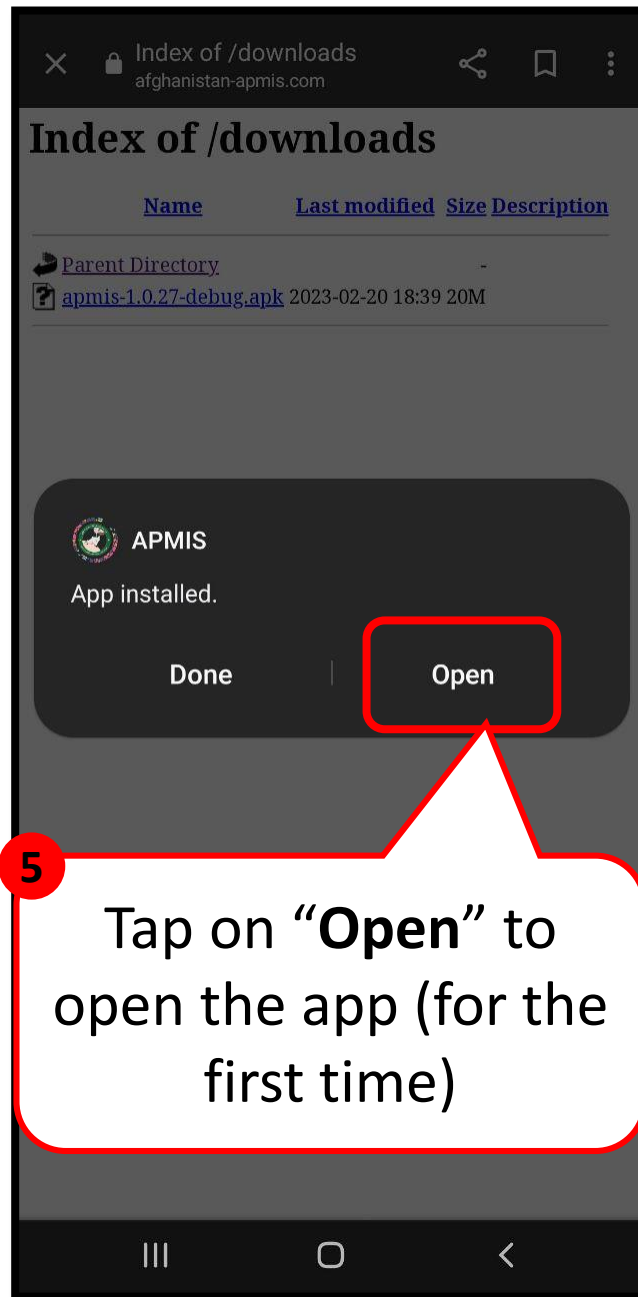 Index of /downloads
afghanistan-apmis.com
Index of /downloads
Name Last modified Size Description
Parent Directory -
apmis-1.0.27-debug.apk 2023-02-20 18:39 20M
APMIS
App installed.
Done Open
5
Tap on “Open” to
open the app (for the
first time)